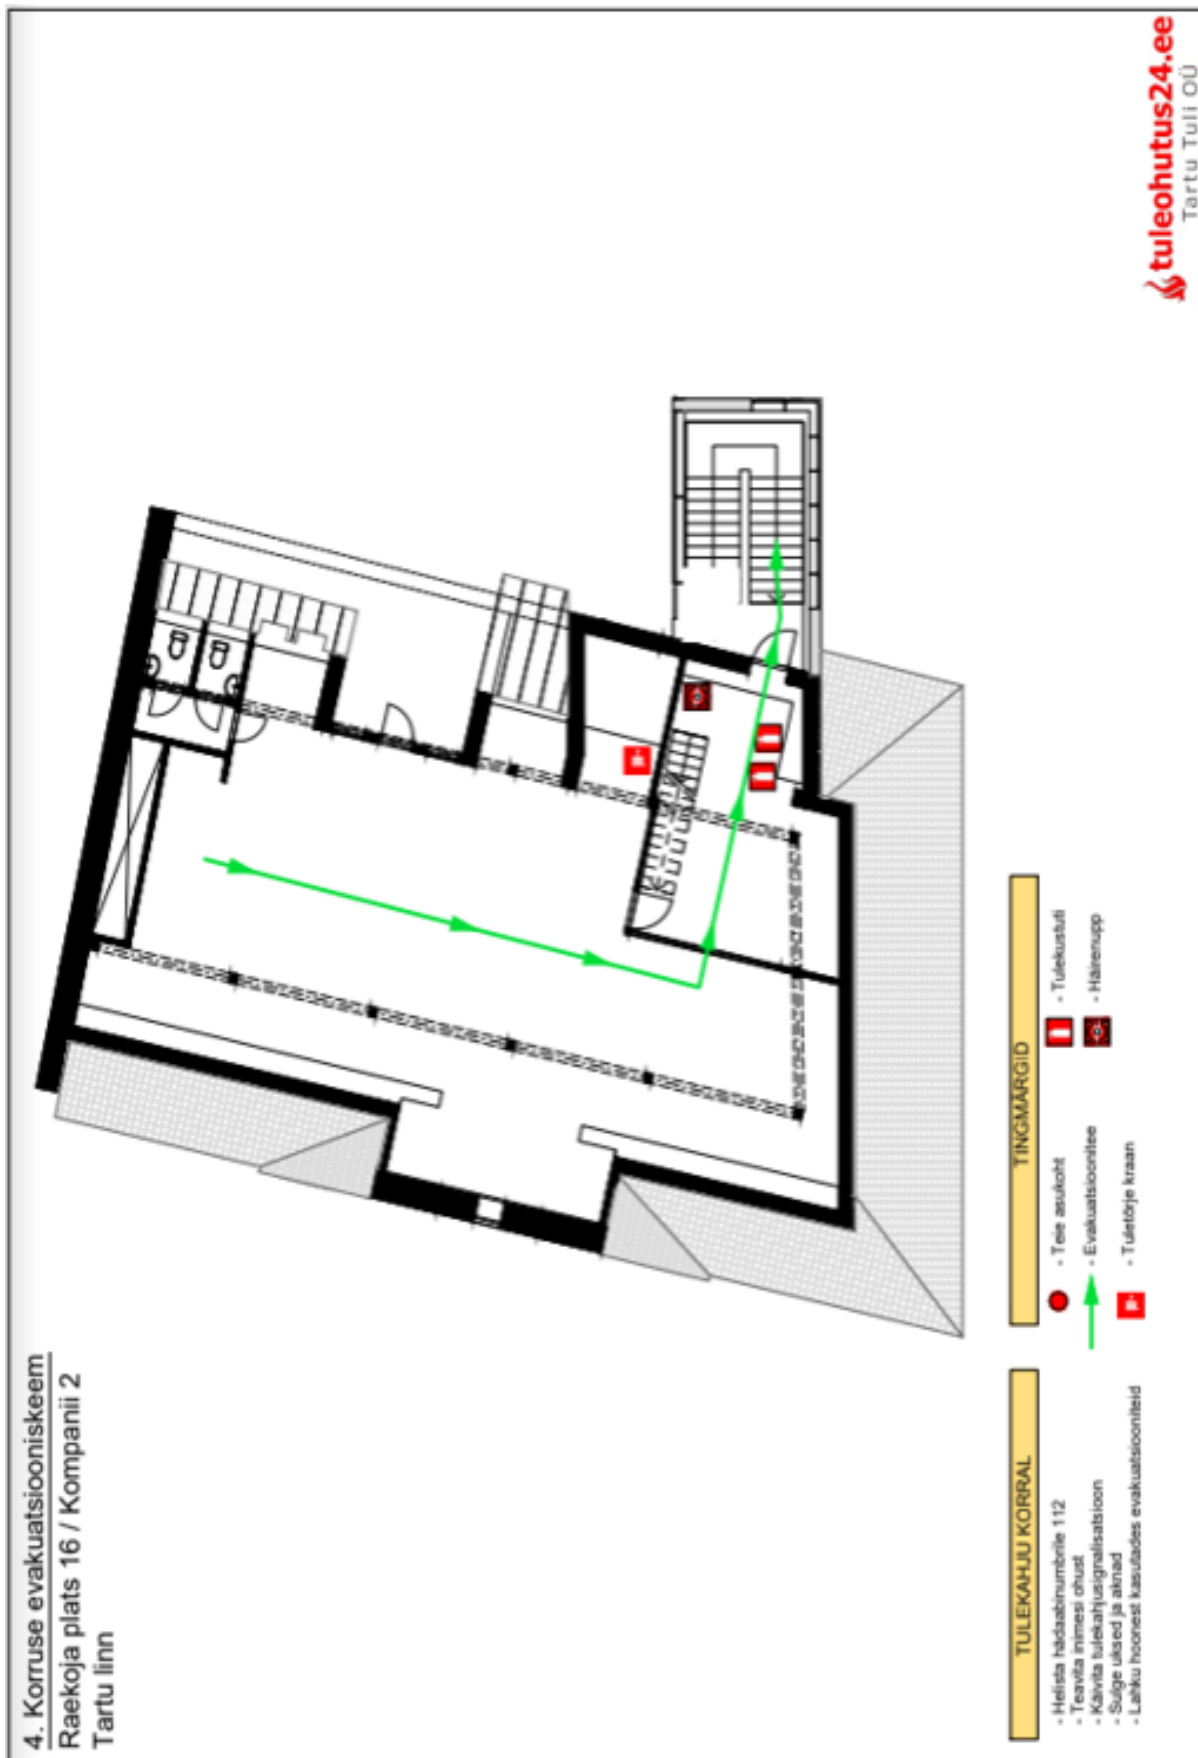 4. Korruse evakuatsiooniskeem
Raekoja plats 16 / Kompanii 2
Tartu linn
TULEKAHJU KORRAL
- Helista hädaabinumbrile 112
- Teavita inimesi ohust
- Käivita tulekahjusignalisatsioon
- Sulge uksed ja aknad
- Lahku hoonest kasutades evakuatsiooniteid
TINGMÄRGID
- Teie asukoht
- Evakuatsioonitee
- Tuletõrje kraan
- Tulekustuti
- Häirenupp
tuleohutus24.ee
Tartu Tuli OÜ